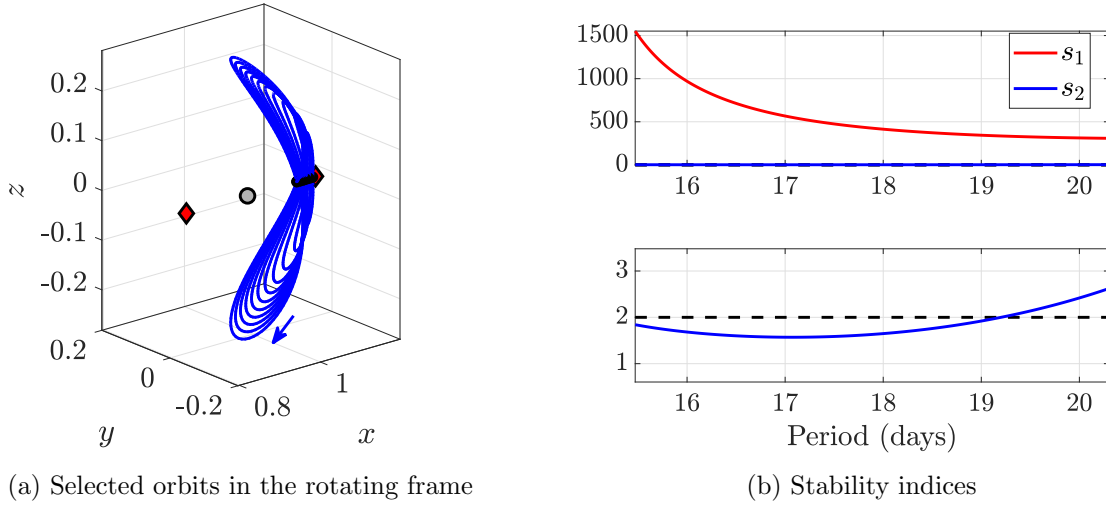 0.2
0.1
0
-0.1
-0.2
z
0.2
0
-0.2
y
0.8
1
x
(a) Selected orbits in the rotating frame
1500
1000
500
0
s1
s2
16 17 18 19 20
3
2
1
16 17 18 19 20
Period (days)
(b) Stability indices